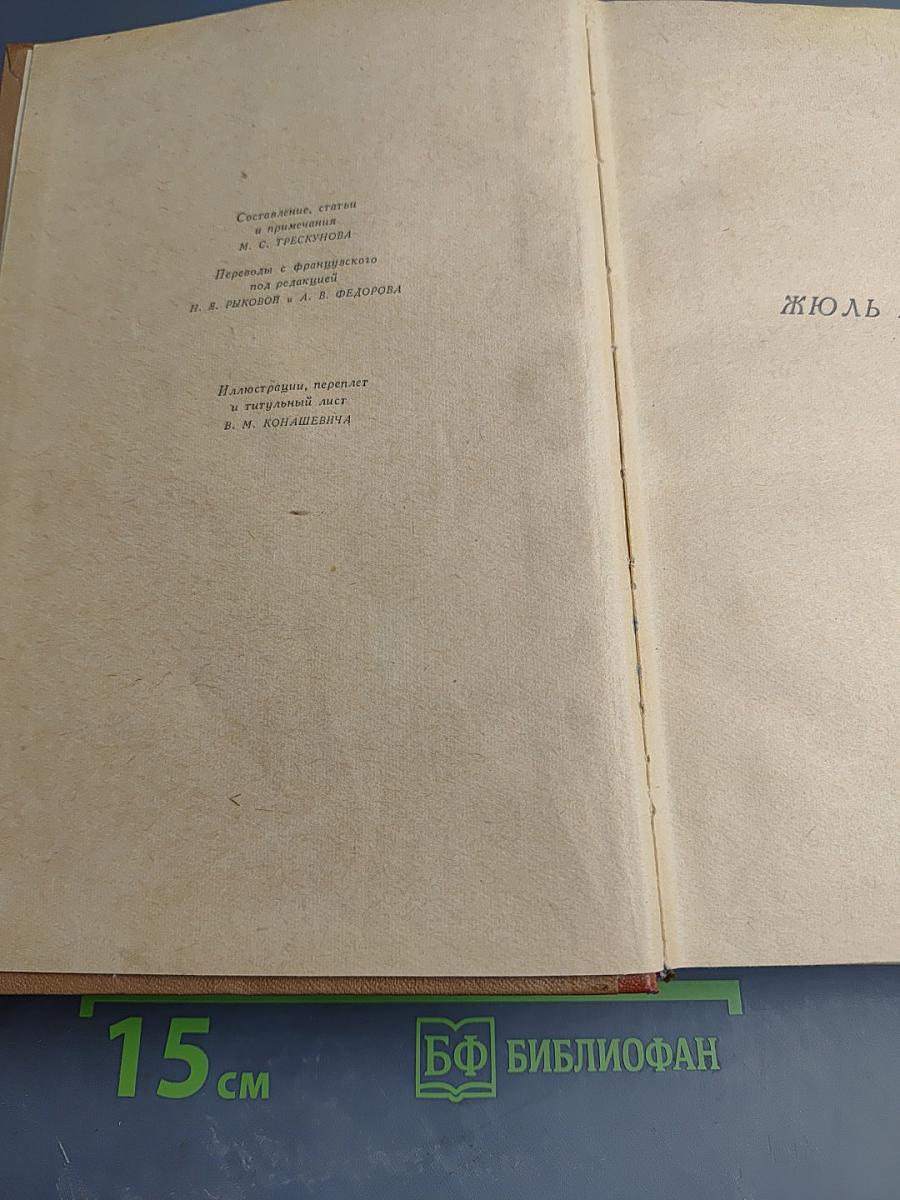 Составление, статьи
и примечания
М. С. ТРЕСКУНОВА
Переводы с французского
под редакцией
Н. Я. РЫКОВОЙ и А. В. ФЕДОРОВА
Иллюстрации, переплет
и титульный лист
В. М. КОНАШЕВИЧА
ЖЮЛЬ
15 см
БФ БИБЛИОФАН